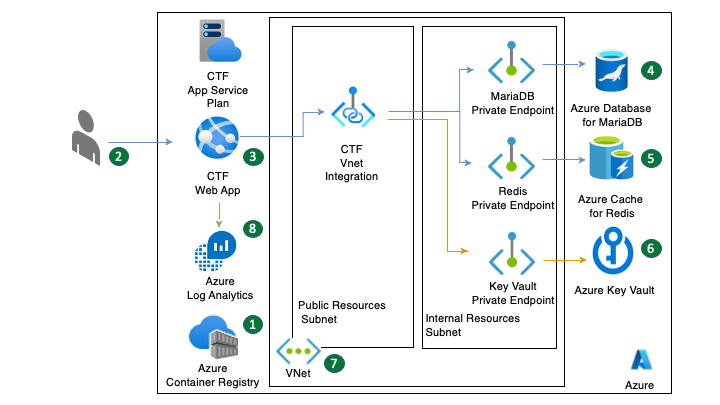 CTF
App Service
Plan
2
3
CTF
Web App
8
Azure
Log Analytics
1
Azure
Container Registry
CTF
Vnet
Integration
Public Resources
Subnet
VNet
7
MariaDB
Private Endpoint
Redis
Private Endpoint
Key Vault
Private Endpoint
Internal Resources
Subnet
4
Azure Database
for MariaDB
5
Azure Cache
for Redis
6
Azure Key Vault
Azure